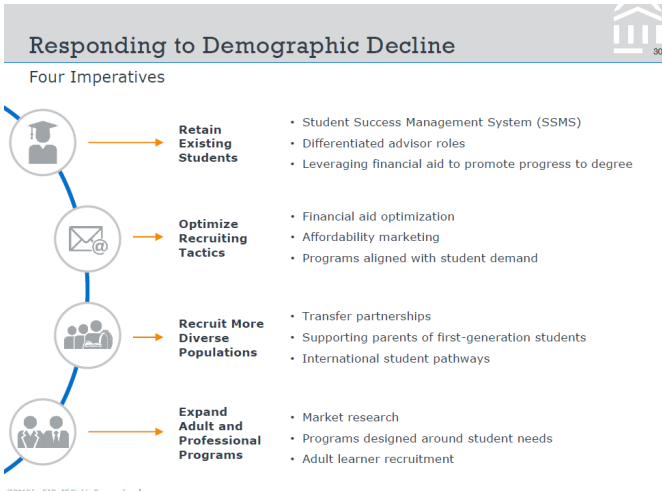 Responding to Demographic Decline
30
Four Imperatives
Retain
Existing
Students
• Student Success Management System (SSMS)
• Differentiated advisor roles
• Leveraging financial aid to promote progress to degree
@
Optimize
Recruiting
Tactics
• Financial aid optimization
• Affordability marketing
• Programs aligned with student demand
Recruit More
Diverse
Populations
• Transfer partnerships
• Supporting parents of first-generation students
• International student pathways
Expand
Adult and
Professional
Programs
• Market research
• Programs designed around student needs
• Adult learner recruitment